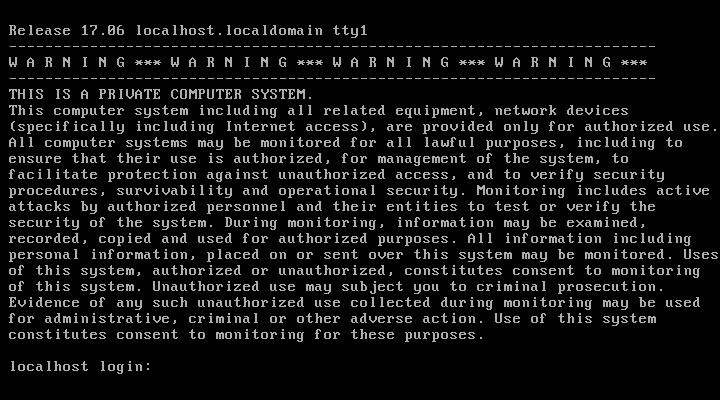 Release 17.06 localhost.localdomain tty1
------------------------------------------------------------------------
W A R N I N G *** W A R N I N G *** W A R N I N G *** W A R N I N G ***
------------------------------------------------------------------------
THIS IS A PRIVATE COMPUTER SYSTEM.
This computer system including all related equipment, network devices
(specifically including Internet access), are provided only for authorized use.
All computer systems may be monitored for all lawful purposes, including to
ensure that their use is authorized, for management of the system, to
facilitate protection against unauthorized access, and to verify security
procedures, survivability and operational security. Monitoring includes active
attacks by authorized personnel and their entities to test or verify the
security of the system. During monitoring, information may be examined,
recorded, copied and used for authorized purposes. All information including
personal information, placed on or sent over this system may be monitored. Uses
of this system, authorized or unauthorized, constitutes consent to monitoring
of this system. Unauthorized use may subject you to criminal prosecution.
Evidence of any such unauthorized use collected during monitoring may be used
for administrative, criminal or other adverse action. Use of this system
constitutes consent to monitoring for these purposes.
localhost login: